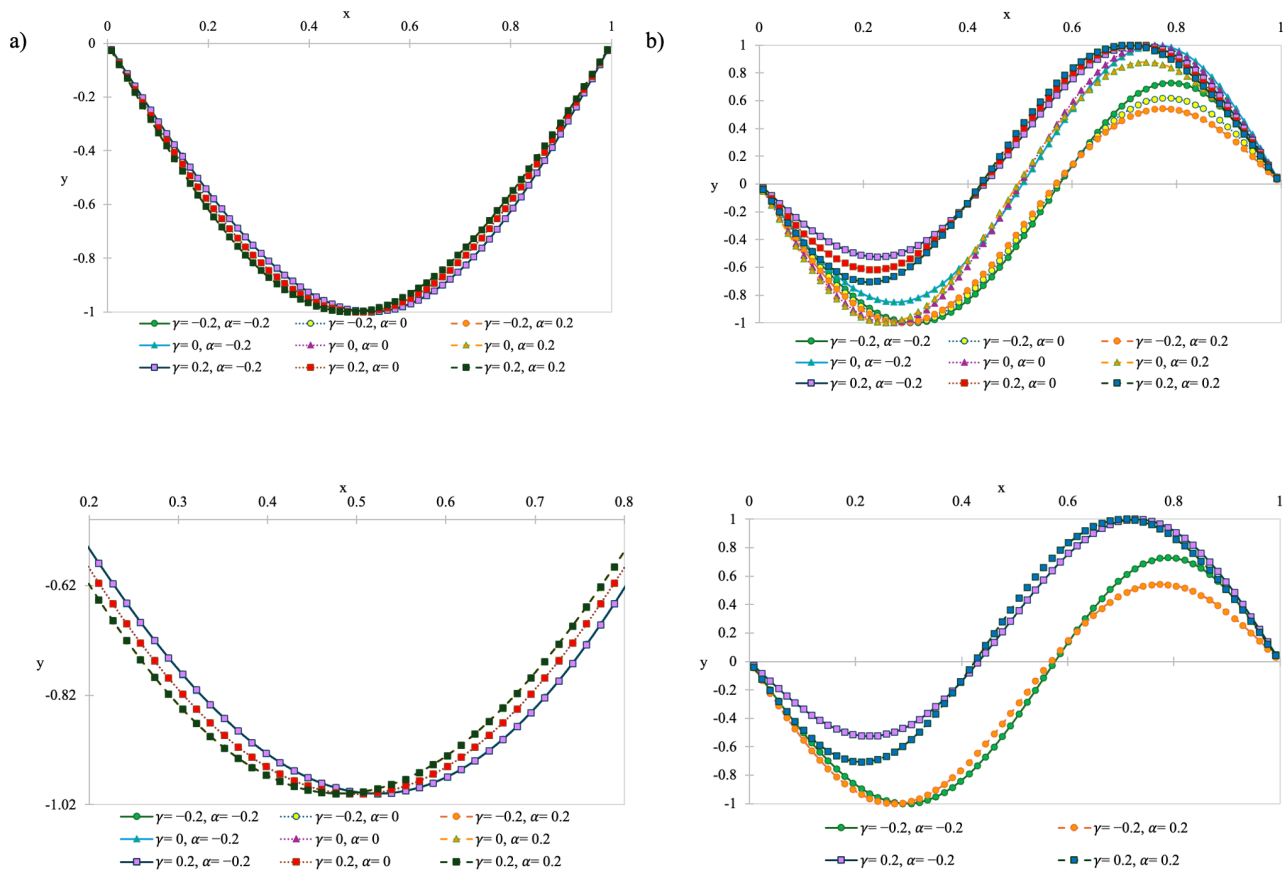 a)
x
0 0.2 0.4 0.6 0.8 1
0
-0.2
-0.4
y
-0.6
-0.8
-1
γ= −0.2, α= −0.2 γ= −0.2, α= 0 γ= −0.2, α= 0.2
γ= 0, α= −0.2 γ= 0, α= 0 γ= 0, α= 0.2
γ= 0.2, α= −0.2 γ= 0.2, α= 0 γ= 0.2, α= 0.2
b)
x
0 0.2 0.4 0.6 0.8 1
1
0.8
0.6
0.4
0.2
y 0
-0.2
-0.4
-0.6
-0.8
-1
γ= −0.2, α= −0.2 γ= −0.2, α= 0 γ= −0.2, α= 0.2
γ= 0, α= −0.2 γ= 0, α= 0 γ= 0, α= 0.2
γ= 0.2, α= −0.2 γ= 0.2, α= 0 γ= 0.2, α= 0.2
x
0.2 0.3 0.4 0.5 0.6 0.7 0.8
-0.62
y
-0.82
-1.02
γ= −0.2, α= −0.2 γ= −0.2, α= 0 γ= −0.2, α= 0.2
γ= 0, α= −0.2 γ= 0, α= 0 γ= 0, α= 0.2
γ= 0.2, α= −0.2 γ= 0.2, α= 0 γ= 0.2, α= 0.2
x
0 0.2 0.4 0.6 0.8 1
1
0.8
0.6
0.4
0.2
y 0
-0.2
-0.4
-0.6
-0.8
-1
γ= −0.2, α= −0.2 γ= −0.2, α= 0.2
γ= 0.2, α= −0.2 γ= 0.2, α= 0.2